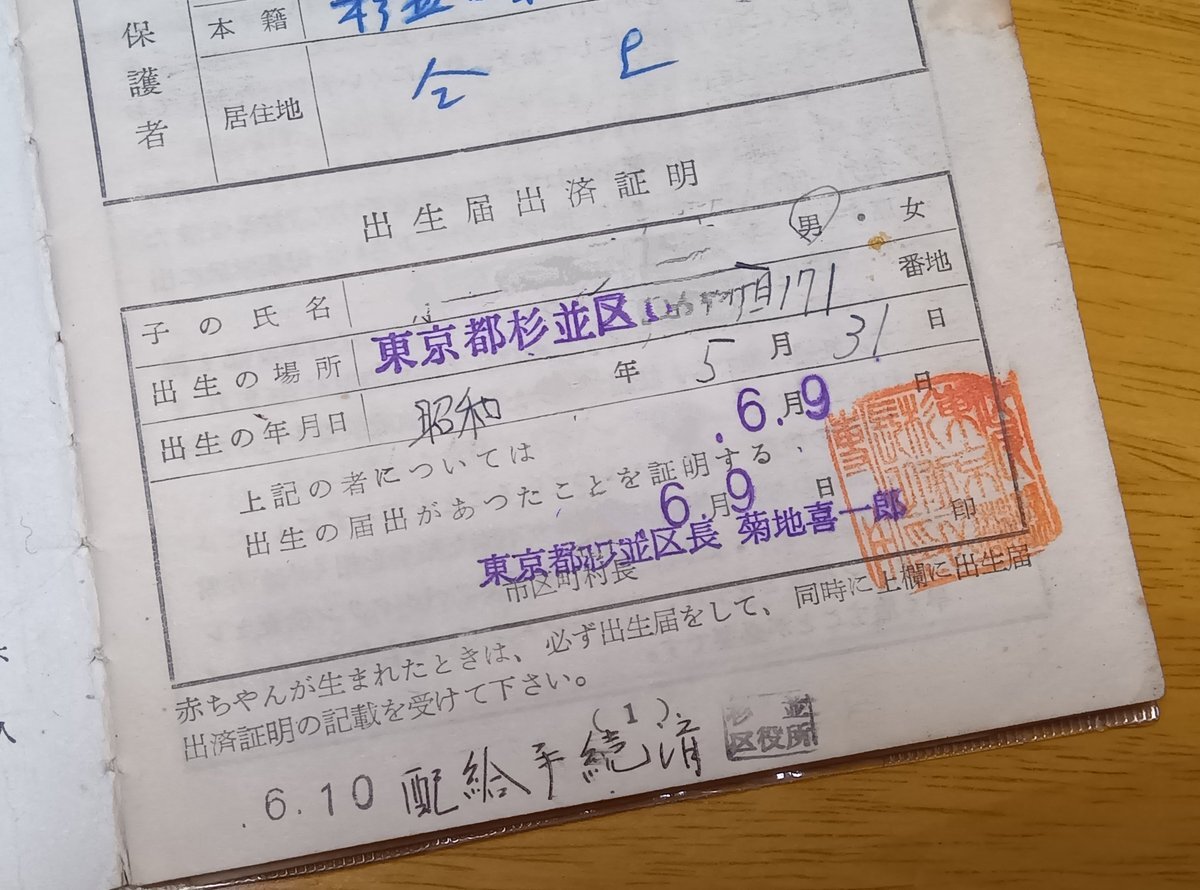 保護者
本籍 杉並
居住地 仝 上
出生届出済証明
子の氏名 男・女
出生の場所 東京都杉並区 丁目171 番地
出生の年月日 昭和 年 5 月 31 日
上記の者については .6.月9 日
出生の届出があつたことを証明する、
6.月9 日
東京都杉並区長 菊地喜一郎 印
市区町村長
赤ちやんが生まれたときは、必ず出生届をして、同時に上欄に出生届
出済証明の記載を受けて下さい。
(1)
.6.10 配給手続済 杉並区役所